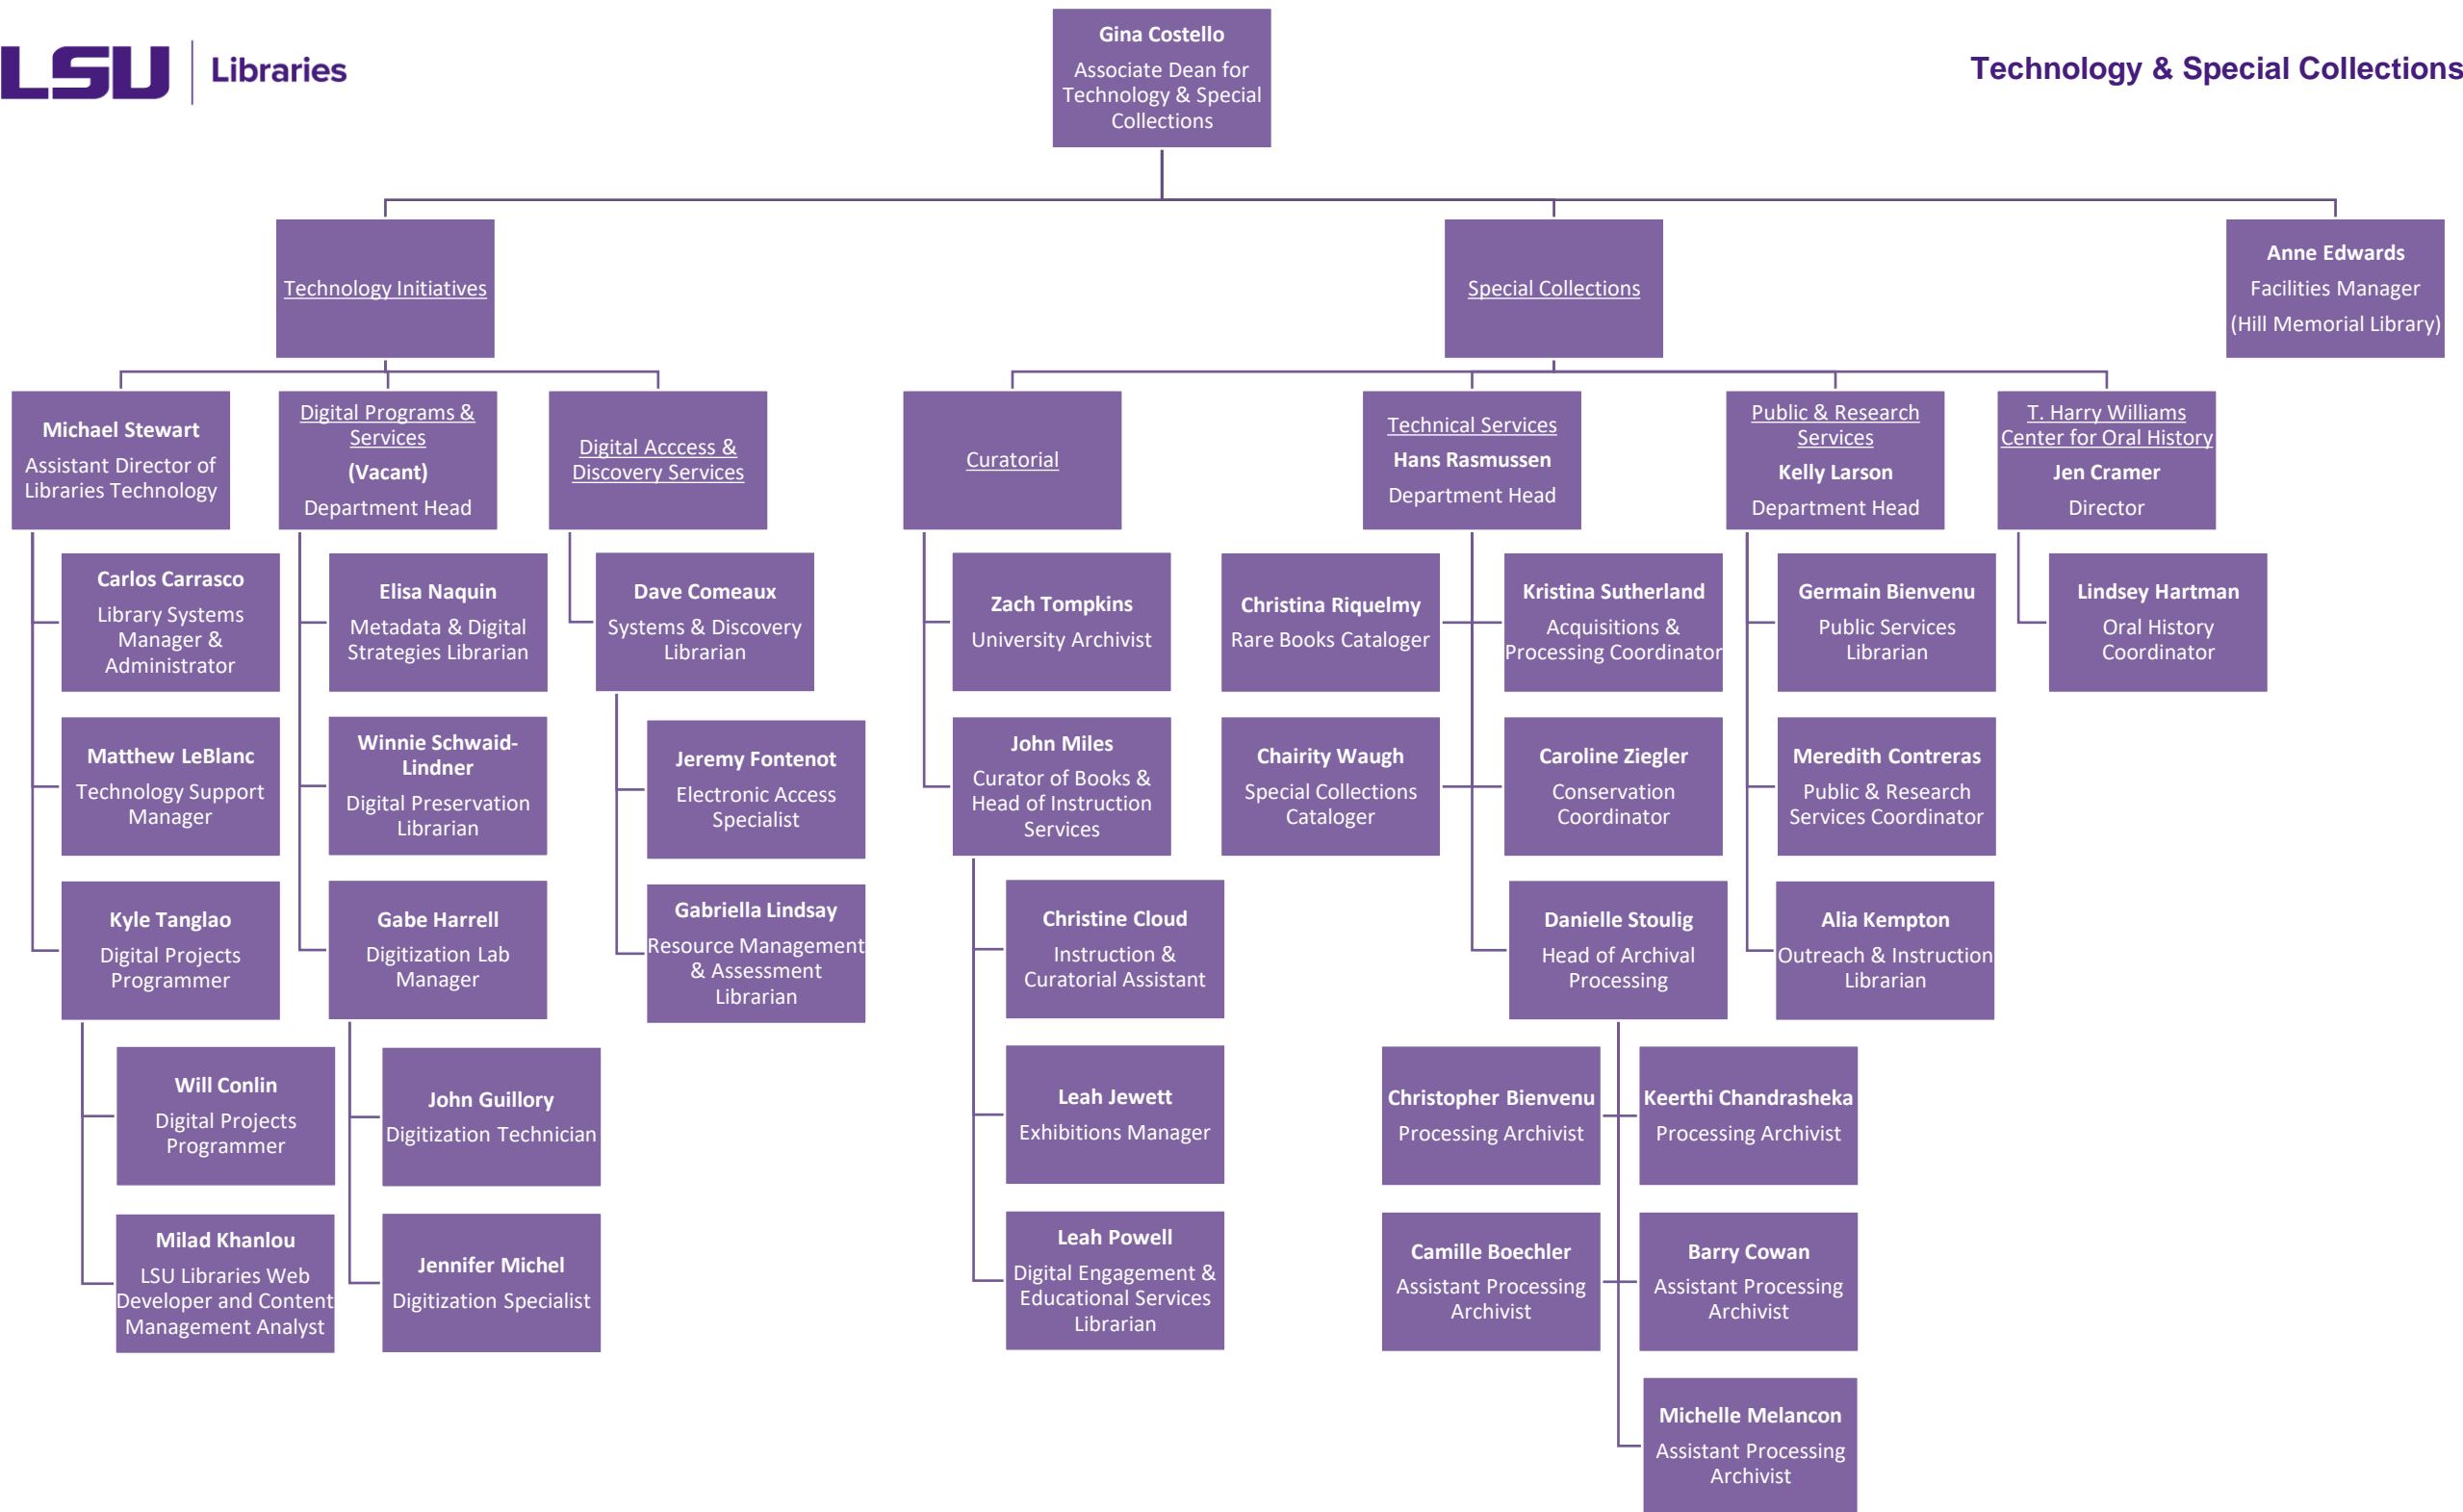 LSU
Libraries
Technology & Special Collections
Gina Costello
Associate Dean for
Technology & Special
Collections
Technology Initiatives
Special Collections
Anne Edwards
Facilities Manager
(Hill Memorial Library)
Michael Stewart
Assistant Director of
Libraries Technology
Digital Programs &
Services
(Vacant)
Department Head
Digital Acccess &
Discovery Services
Curatorial
Technical Services
Hans Rasmussen
Department Head
Public & Research
Services
Kelly Larson
Department Head
T. Harry Williams
Center for Oral History
Jen Cramer
Director
Carlos Carrasco
Library Systems
Manager &
Administrator
Elisa Naquin
Metadata & Digital
Strategies Librarian
Dave Comeaux
Systems & Discovery
Librarian
Zach Tompkins
University Archivist
Christina Riquelmy
Rare Books Cataloger
Kristina Sutherland
Acquisitions &
Processing Coordinator
Germain Bienvenu
Public Services
Librarian
Lindsey Hartman
Oral History
Coordinator
Matthew LeBlanc
Technology Support
Manager
Winnie Schwaid-
Lindner
Digital Preservation
Librarian
Jeremy Fontenot
Electronic Access
Specialist
John Miles
Curator of Books &
Head of Instruction
Services
Chairity Waugh
Special Collections
Cataloger
Caroline Ziegler
Conservation
Coordinator
Meredith Contreras
Public & Research
Services Coordinator
Kyle Tanglao
Digital Projects
Programmer
Gabe Harrell
Digitization Lab
Manager
Gabriella Lindsay
Resource Management
& Assessment
Librarian
Christine Cloud
Instruction &
Curatorial Assistant
Danielle Stoulig
Head of Archival
Processing
Alia Kempton
Outreach & Instruction
Librarian
Will Conlin
Digital Projects
Programmer
John Guillory
Digitization Technician
Leah Jewett
Exhibitions Manager
Christopher Bienvenu
Processing Archivist
Keerthi Chandrasheka
Processing Archivist
Milad Khanlou
LSU Libraries Web
Developer and Content
Management Analyst
Jennifer Michel
Digitization Specialist
Leah Powell
Digital Engagement &
Educational Services
Librarian
Camille Boechler
Assistant Processing
Archivist
Barry Cowan
Assistant Processing
Archivist
Michelle Melancon
Assistant Processing
Archivist